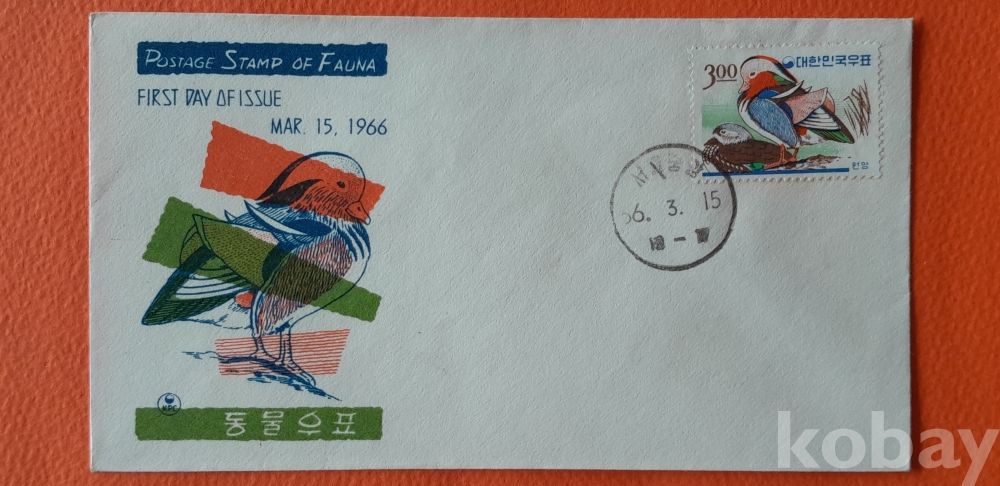 POSTAGE STAMP OF FAUNA
FIRST DAY OF ISSUE
MAR. 15, 1966
KPC
동물우표
3.00
대한민국우표
원앙
66. 3. 15
kobay